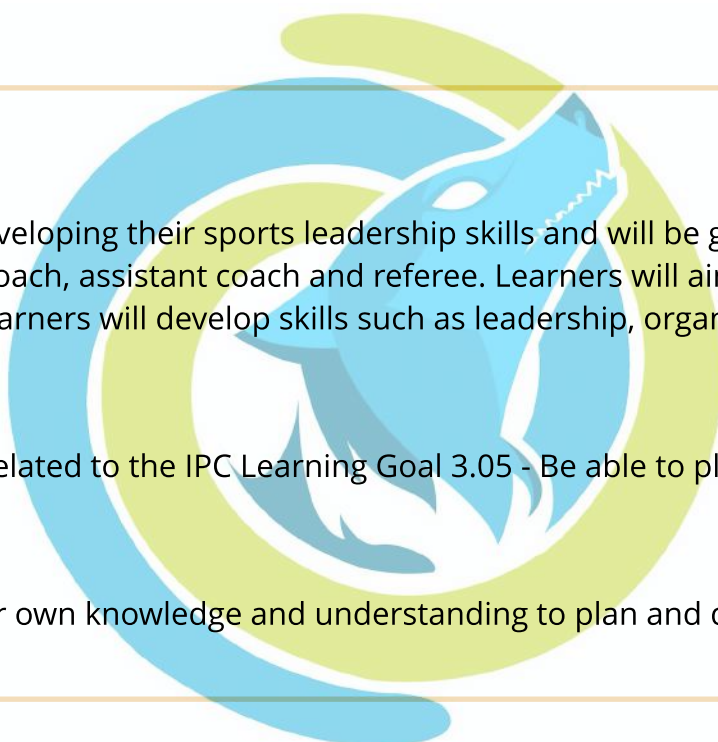 veloping their sports leadership skills and will be g
oach, assistant coach and referee. Learners will ai
arners will develop skills such as leadership, organ
elated to the IPC Learning Goal 3.05 - Be able to pl
r own knowledge and understanding to plan and